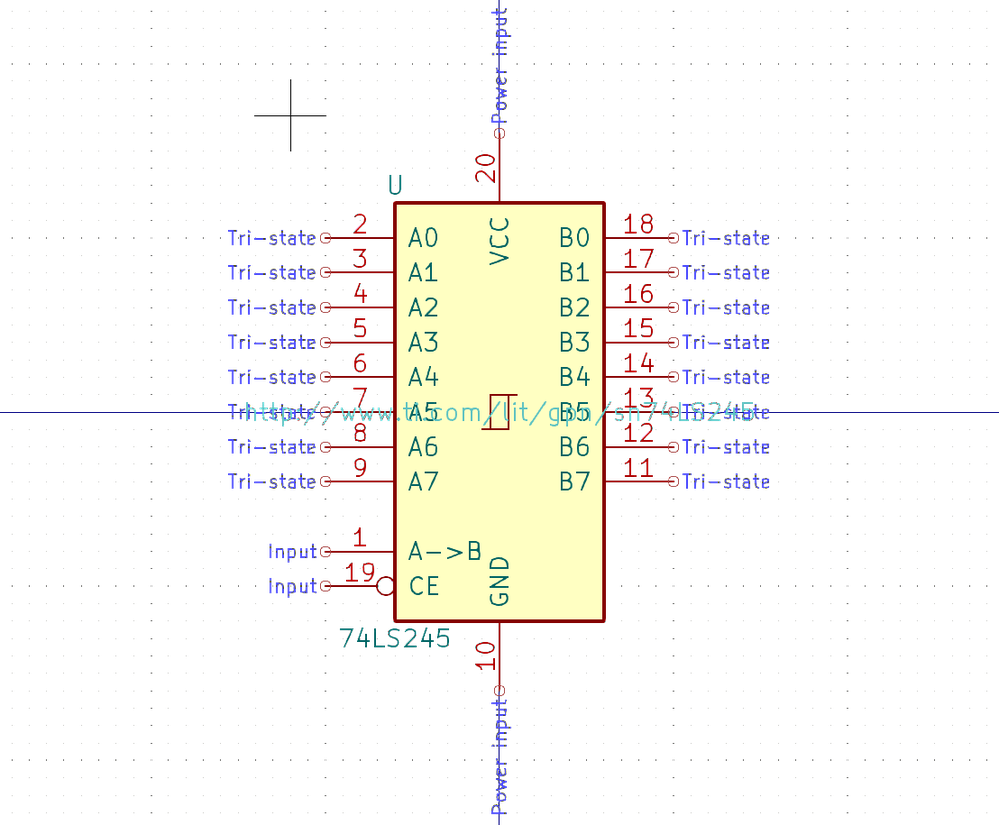 Power input
20
U
VCC
Tri-state 2 A0 B0 18 Tri-state
Tri-state 3 A1 B1 17 Tri-state
Tri-state 4 A2 B2 16 Tri-state
Tri-state 5 A3 B3 15 Tri-state
Tri-state 6 A4 B4 14 Tri-state
Tri-state 7 A5 B5 13 Tri-state
http://www.ti.com/lit/gpn/sn74LS245
Tri-state 8 A6 B6 12 Tri-state
Tri-state 9 A7 B7 11 Tri-state
Input 1 A->B
Input 19 CE
GND
74LS245
10
Power input